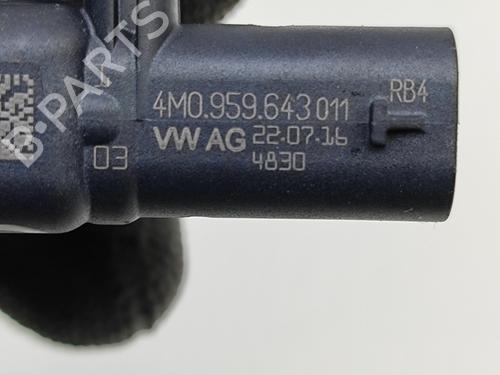 B-PARTS
4M0.959.643 011
RB4
VW AG 22-07-16
03
4830